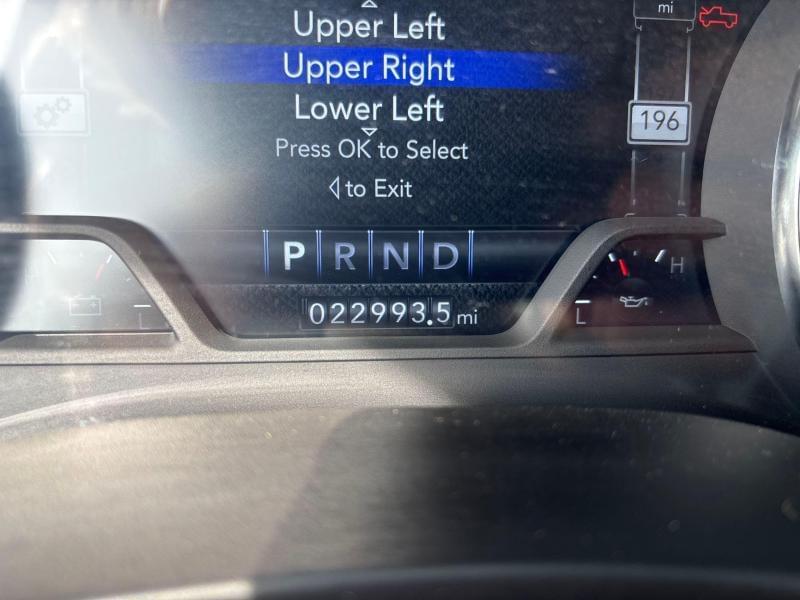 Upper Left
mi
Upper Right
Lower Left
196
Press OK to Select
to Exit
P R N D
H
H
022993.5 mi
L
L